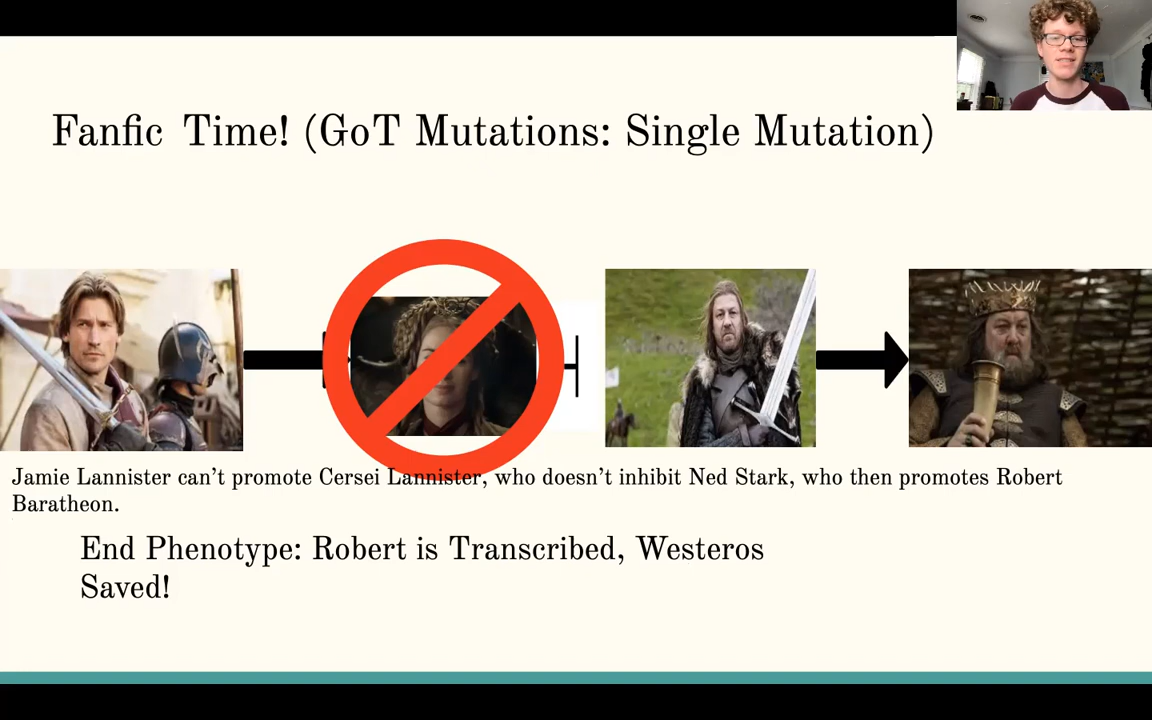 Fanfic Time! (GoT Mutations: Single Mutation)
Jamie Lannister can’t promote Cersei Lannister, who doesn’t inhibit Ned Stark, who then promotes Robert
Baratheon.
End Phenotype: Robert is Transcribed, Westeros
Saved!